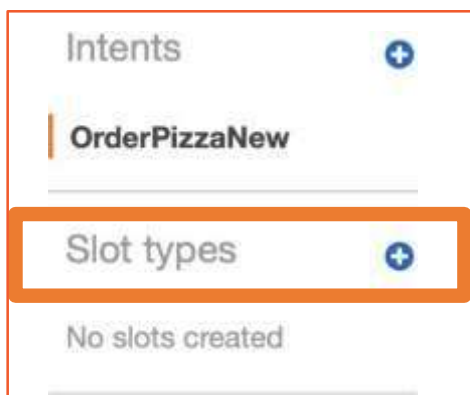 Intents
OrderPizzaNew
Slot types
No slots created